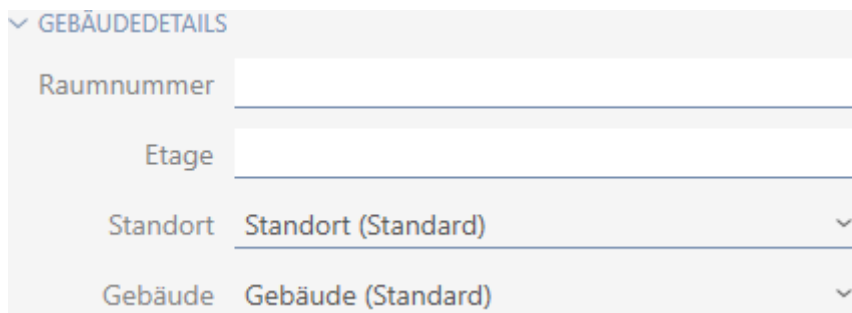 GEBÄUDEDETAILS
Raumnummer
Etage
Standort Standort (Standard)
Gebäude Gebäude (Standard)